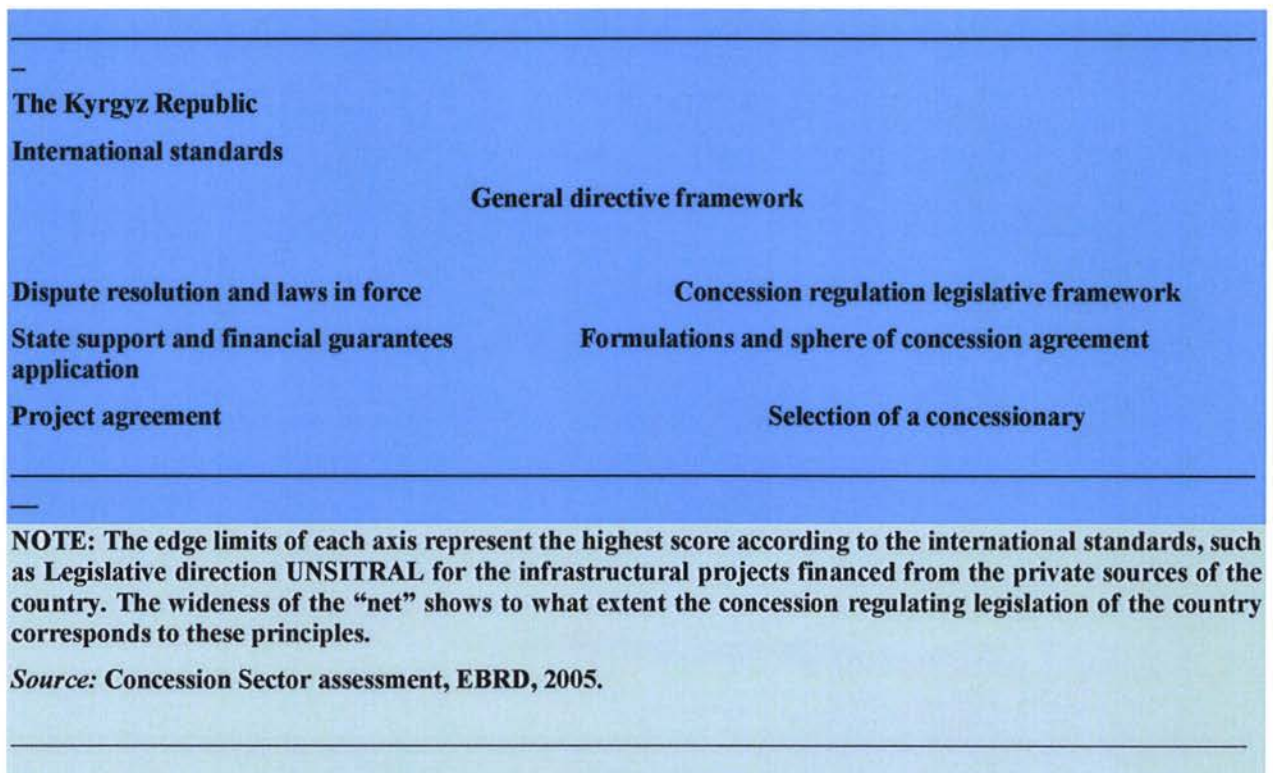 The Kyrgyz Republic
International standards
General directive framework
Dispute resolution and laws in force Concession regulation legislative framework
State support and financial guarantees application Formulations and sphere of concession agreement
Project agreement Selection of a concessionary
NOTE: The edge limits of each axis represent the highest score according to the international standards, such
as Legislative direction UNSITRAL for the infrastructural projects financed from the private sources of the
country. The wideness of the “net” shows to what extent the concession regulating legislation of the country
corresponds to these principles.
Source: Concession Sector assessment, EBRD, 2005.